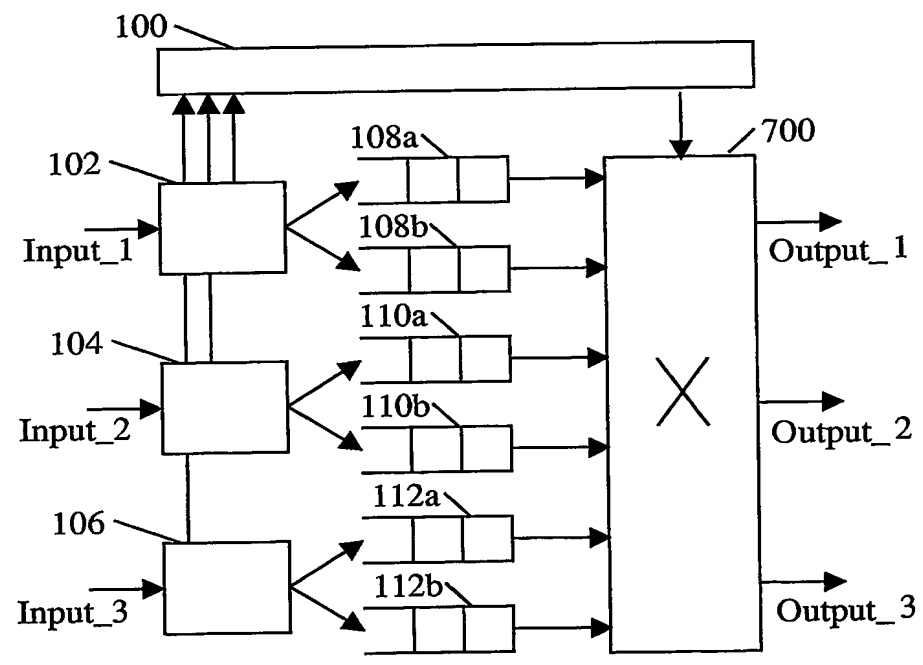 100
108a
700
102
Input_1
108b
Output_1
110a
104
Input_2
110b
Output_2
112a
106
Input_3
112b
Output_3